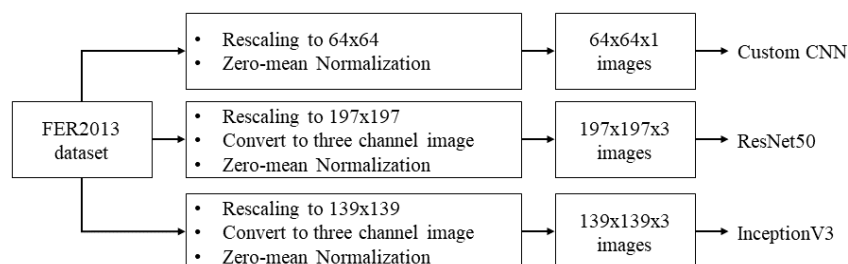 FER2013
dataset
• Rescaling to 64x64
• Zero-mean Normalization
64x64x1
images
Custom CNN
• Rescaling to 197x197
• Convert to three channel image
• Zero-mean Normalization
197x197x3
images
ResNet50
• Rescaling to 139x139
• Convert to three channel image
• Zero-mean Normalization
139x139x3
images
InceptionV3